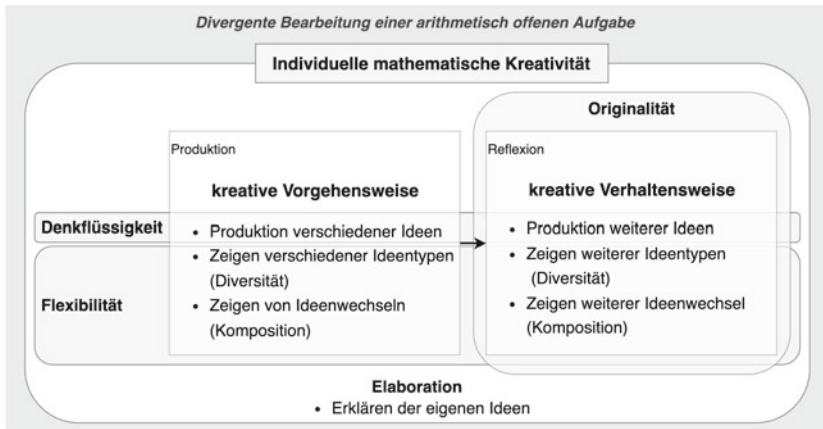 Divergente Bearbeitung einer arithmetisch offenen Aufgabe
Individuelle mathematische Kreativität
Originalität
Produktion
kreative Vorgehensweise
Reflexion
kreative Verhaltensweise
Denkflüssigkeit
• Produktion verschiedener Ideen
• Zeigen verschiedener Ideentypen
(Diversität)
• Zeigen von Ideenwechseln
(Komposition)
• Produktion weiterer Ideen
• Zeigen weiterer Ideentypen
(Diversität)
• Zeigen weiterer Ideenwechsel
(Komposition)
Flexibilität
Elaboration
• Erklären der eigenen Ideen